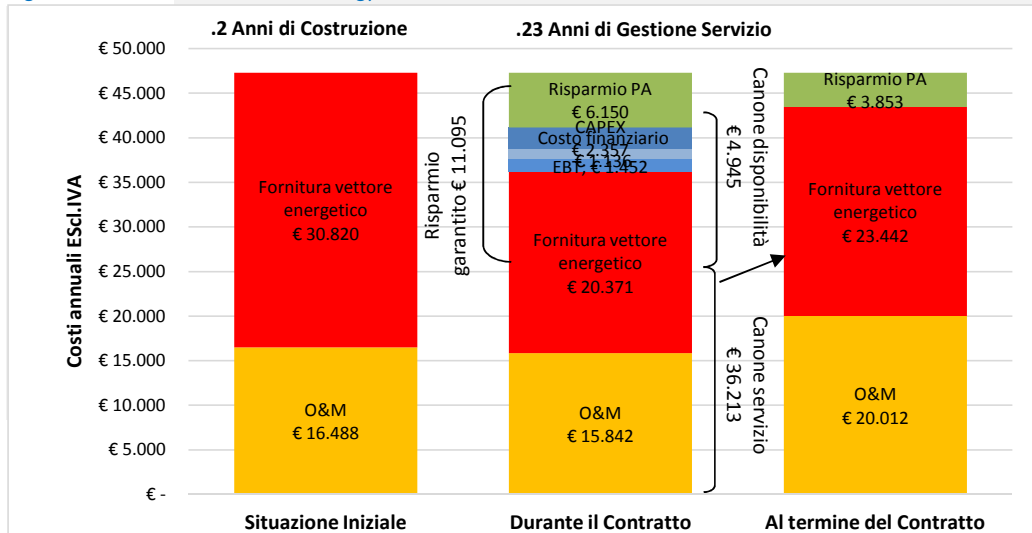 .2 Anni di Costruzione
.23 Anni di Gestione Servizio
Costi annuali EScl.IVA
€ 50.000
€ 45.000
€ 40.000
€ 35.000
€ 30.000
€ 25.000
€ 20.000
€ 15.000
€ 10.000
€ 5.000
€ -
Fornitura vettore
energetico
€ 30.820
O&M
€ 16.488
Risparmio
garantito € 11.095
Risparmio PA
€ 6.150
CAPEX
Costo finanziario
€ 2.357
€ 1.136
EBT; € 1.452
Fornitura vettore
energetico
€ 20.371
O&M
€ 15.842
Canone disponibilità
€ 4.945
Canone servizio
€ 36.213
Risparmio PA
€ 3.853
Fornitura vettore
energetico
€ 23.442
O&M
€ 20.012
Situazione Iniziale
Durante il Contratto
Al termine del Contratto